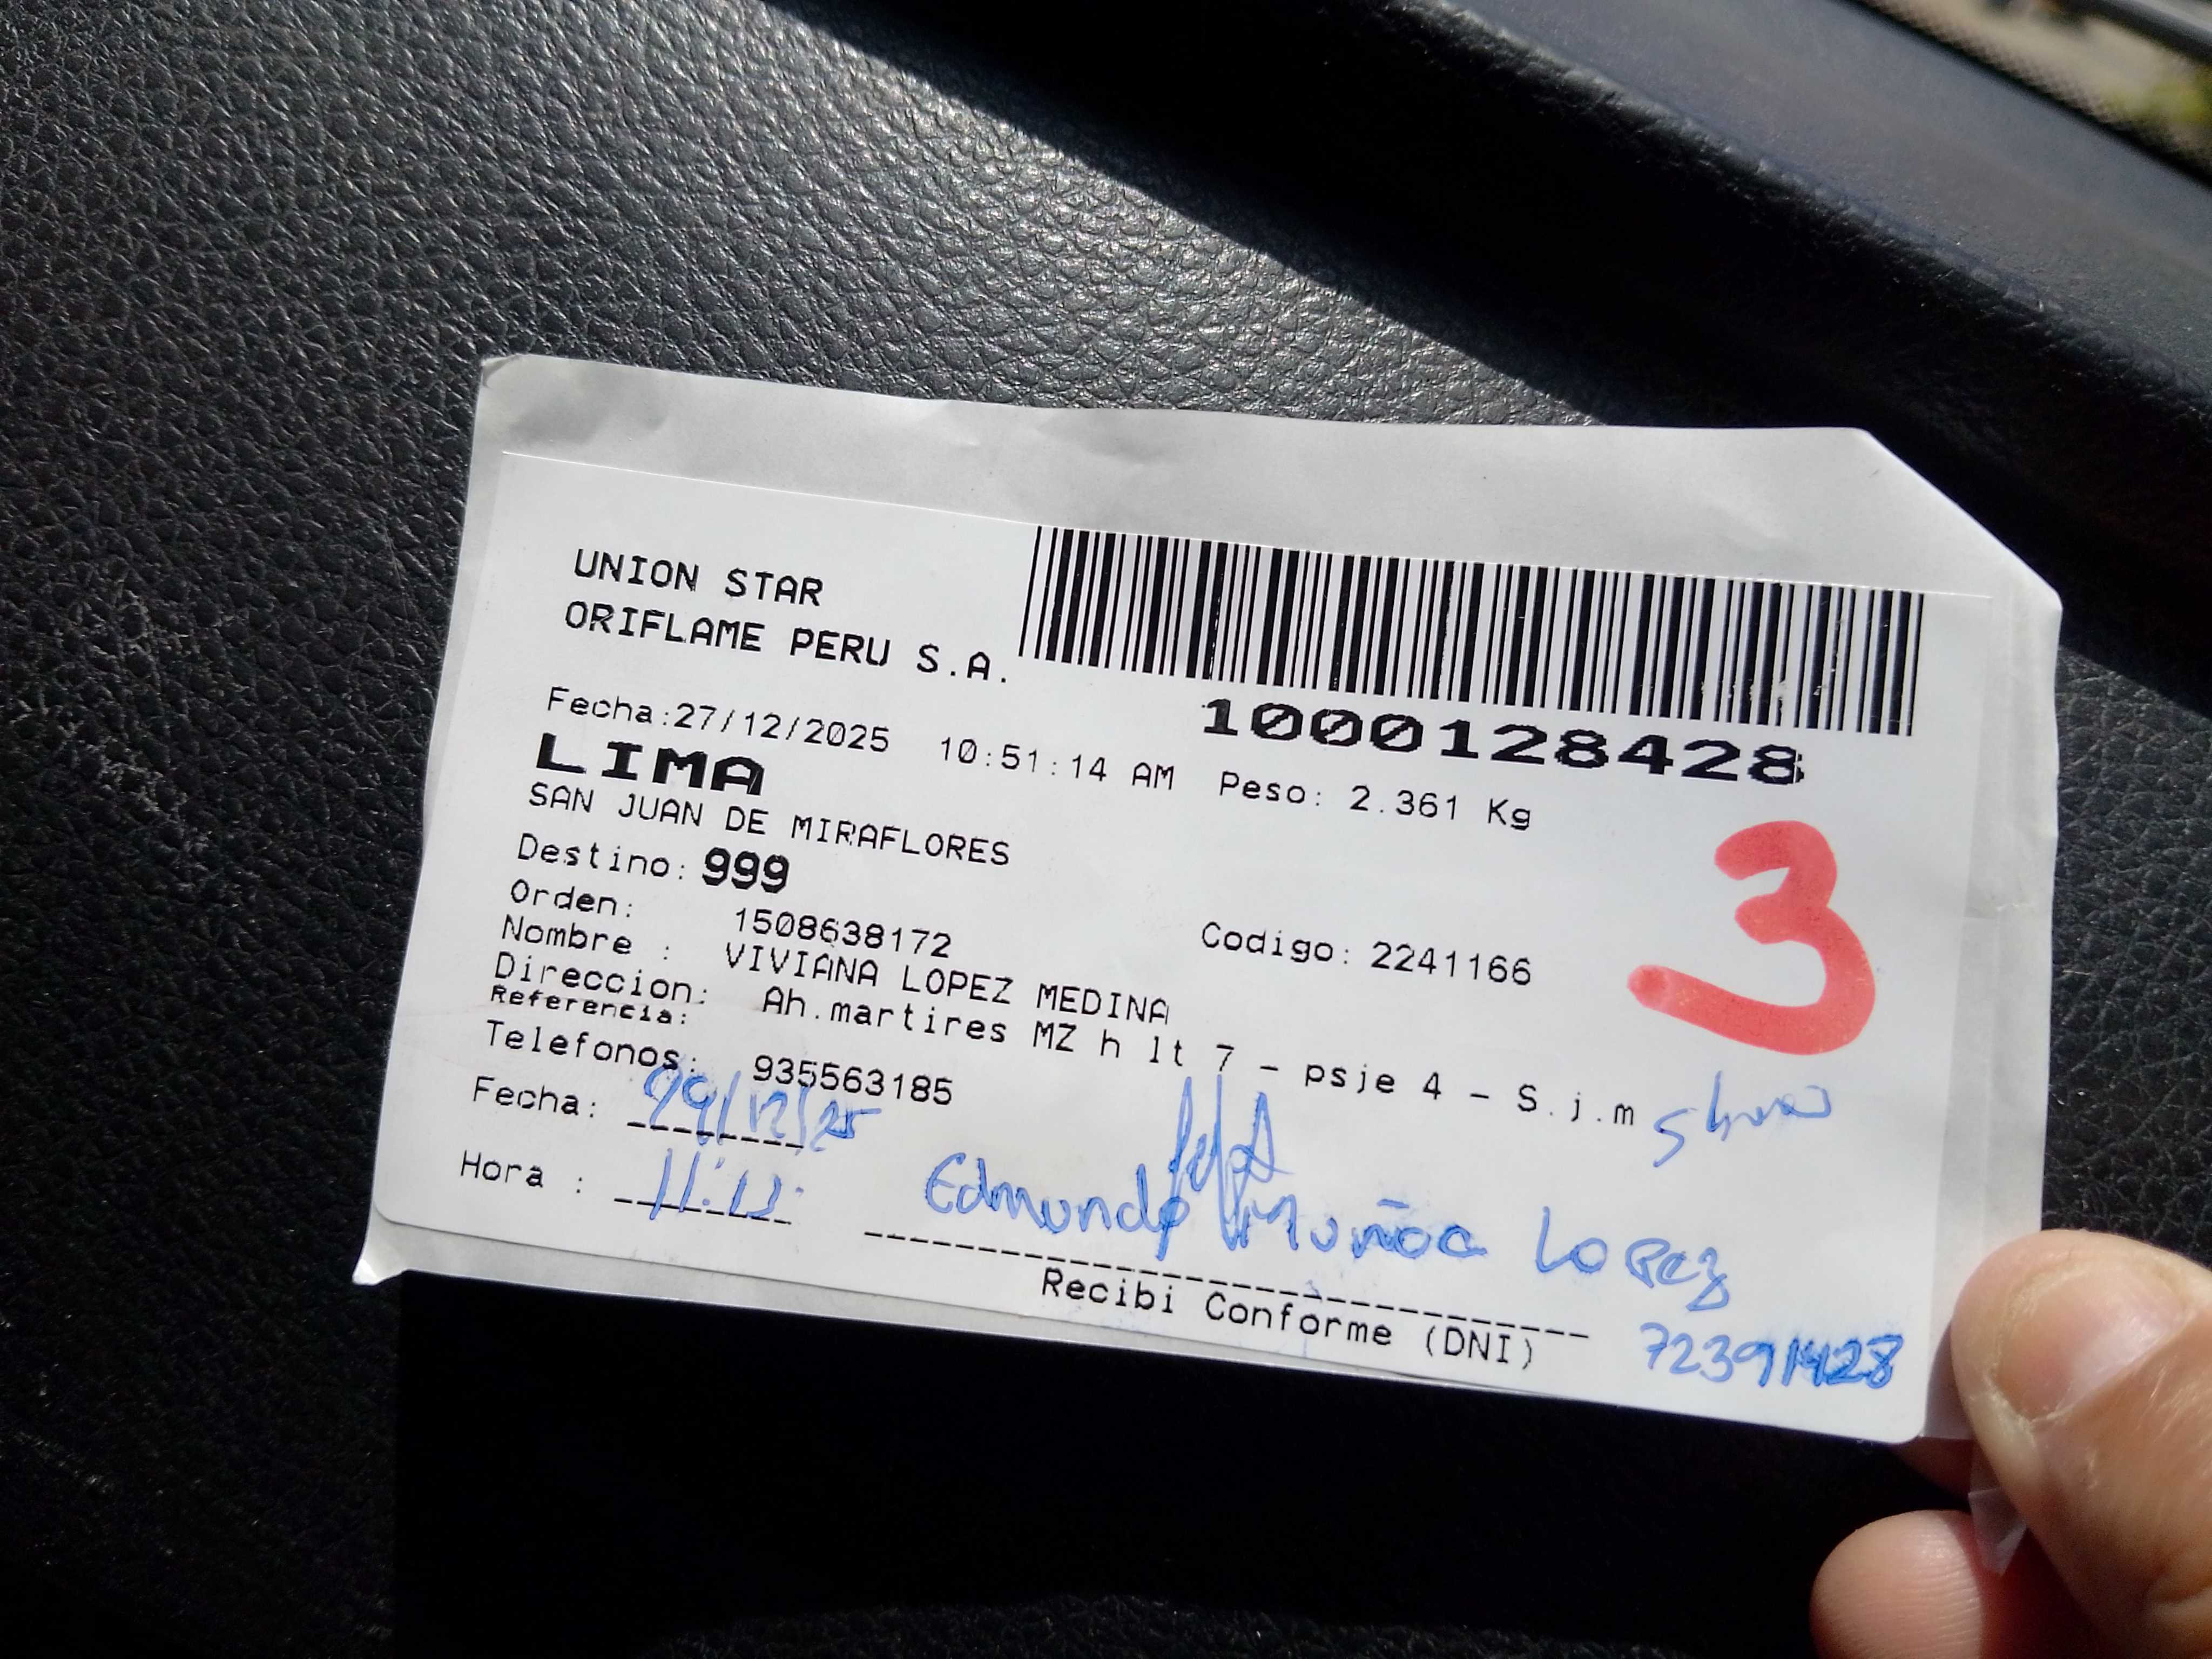 UNION STAR
ORIFLAME PERU S.A.
1000128428
Fecha:27/12/2025 10:51:14 AM Peso: 2.361 Kg
LIMA
SAN JUAN DE MIRAFLORES
3
Destino: 999
Orden: 1508638172 Codigo: 2241166
Nombre : VIVIANA LOPEZ MEDINA
Direccion: Ah.martires MZ h lt 7 - psje 4 - S.j.m
Referencia:
Telefonos: 935563185
Fecha: 29/12/25
Hora :
Edmundo Muñoa Lopez
Recibi Conforme (DNI)
72391428